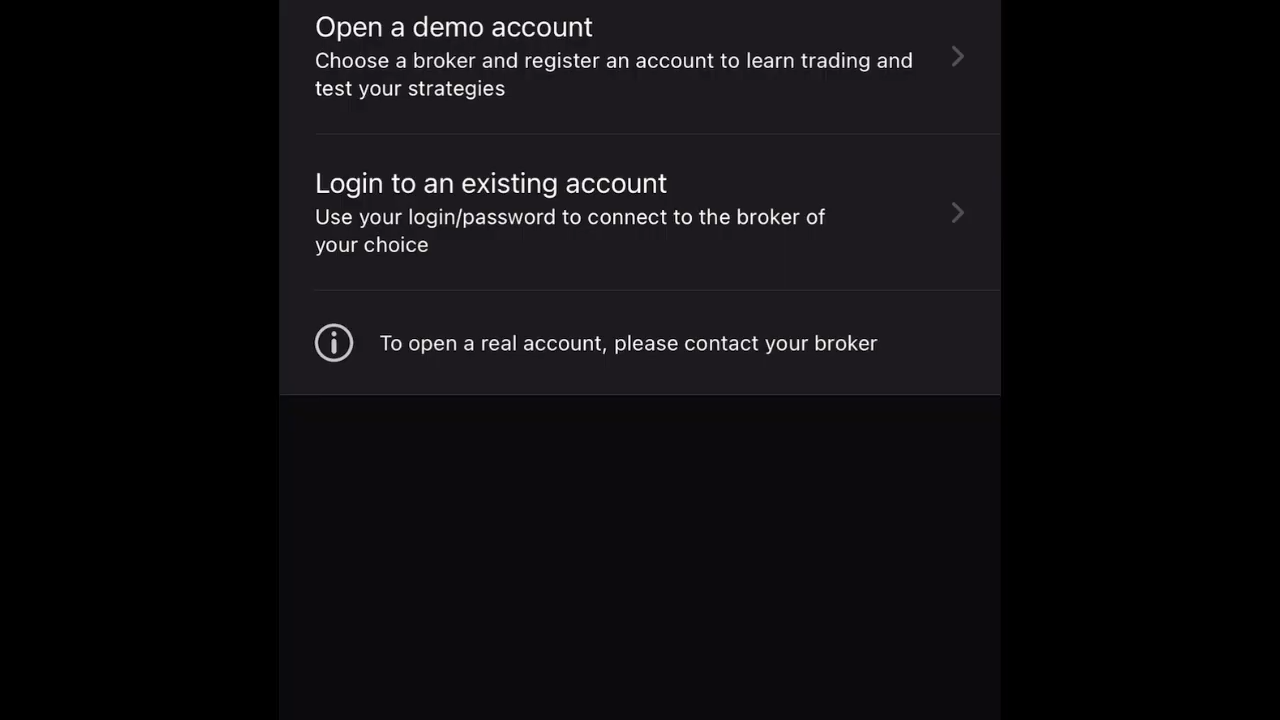 Open a demo account
Choose a broker and register an account to learn trading and
test your strategies
Login to an existing account
Use your login/password to connect to the broker of
your choice
To open a real account, please contact your broker